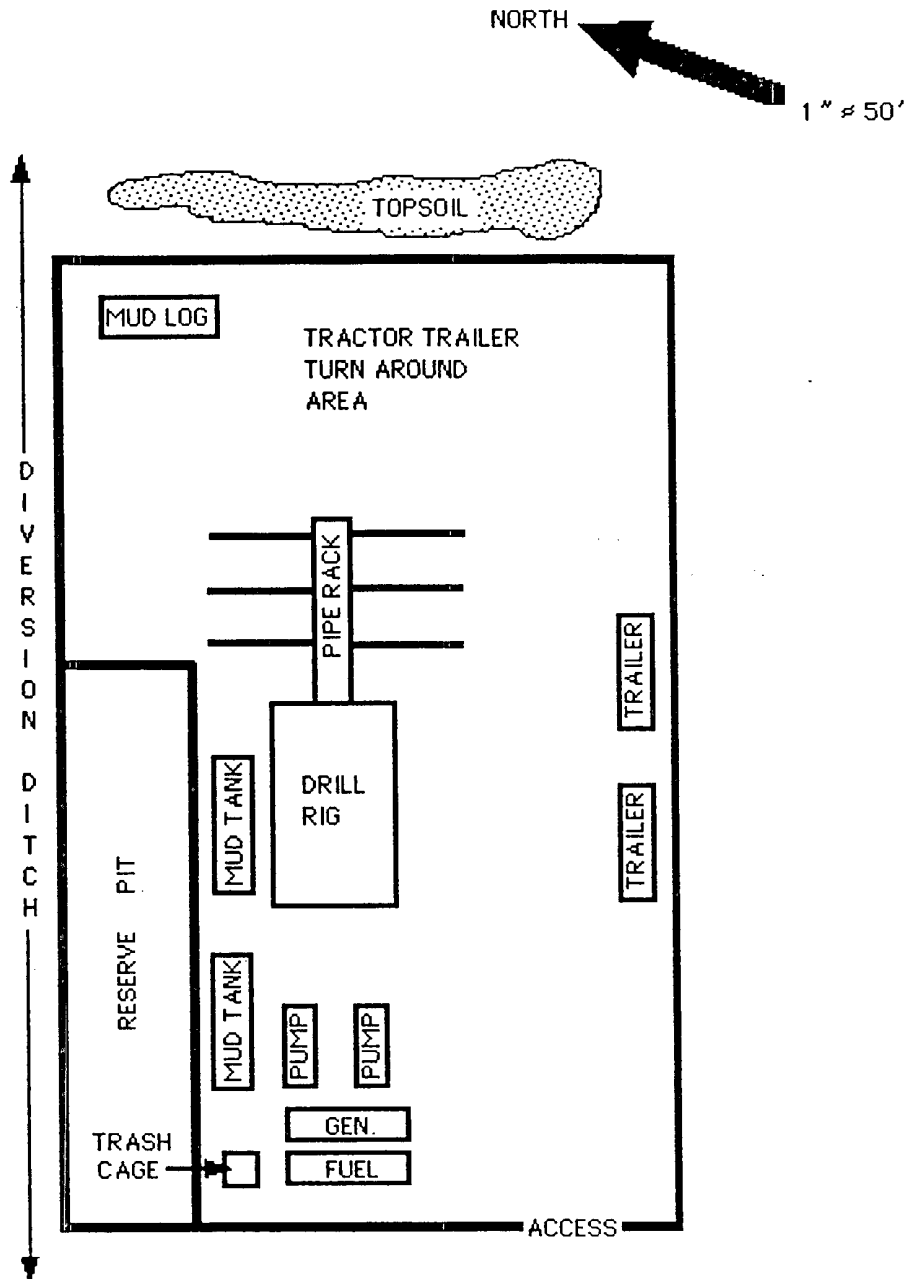 NORTH
1" ≠ 50'
TOPSOIL
MUD LOG
TRACTOR TRAILER
TURN AROUND
AREA
DIVERSION DITCH
PIPE RACK
TRAILER
DRILL
RIG
MUD TANK
TRAILER
RESERVE PIT
MUD TANK
PUMP
PUMP
GEN.
TRASH
CAGE
FUEL
ACCESS